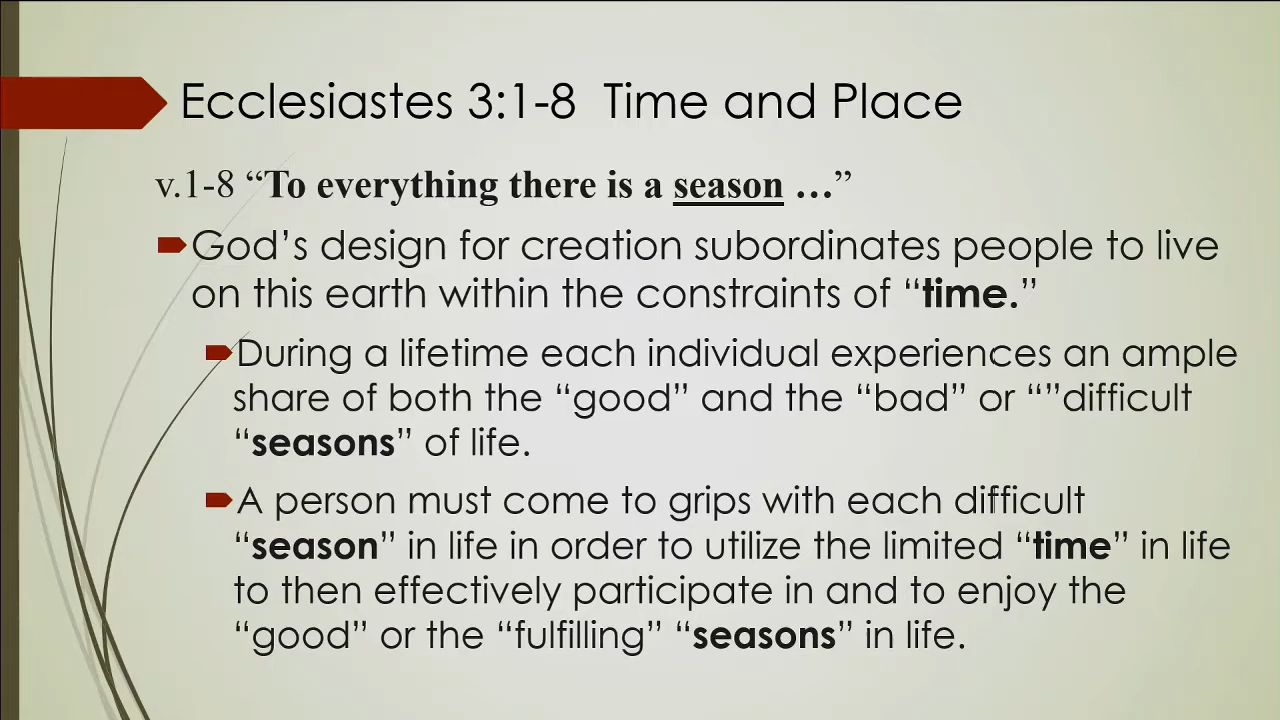 Ecclesiastes 3:1-8  Time and Place
v.1-8 “To everything there is a season …”
God’s design for creation subordinates people to live
on this earth within the constraints of “time.”
During a lifetime each individual experiences an ample
share of both the “good” and the “bad” or “”difficult
“seasons” of life.
A person must come to grips with each difficult
“season” in life in order to utilize the limited “time” in life
to then effectively participate in and to enjoy the
“good” or the “fulfilling” “seasons” in life.